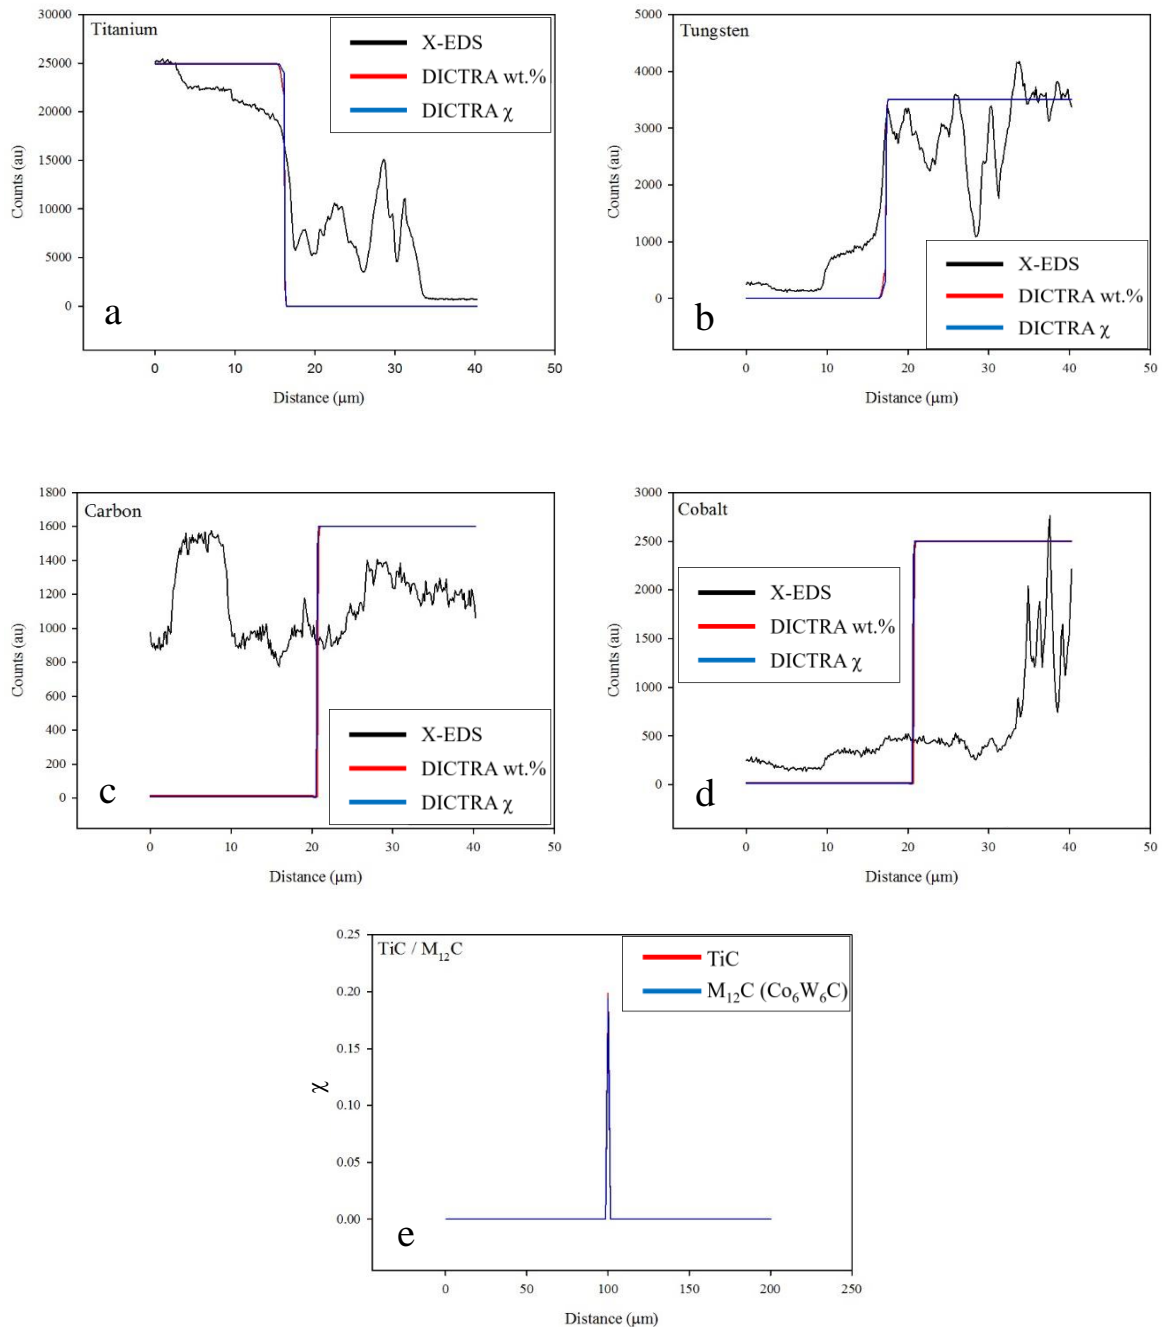 Titanium
X-EDS
DICTRA wt.%
DICTRA χ
30000
25000
20000
15000
10000
5000
0
Counts (au)
a
0 10 20 30 40 50
Distance (μm)
Tungsten
X-EDS
DICTRA wt.%
DICTRA χ
5000
4000
3000
2000
1000
0
Counts (au)
b
0 10 20 30 40 50
Distance (μm)
Carbon
X-EDS
DICTRA wt.%
DICTRA χ
1800
1600
1400
1200
1000
800
600
400
200
0
Counts (au)
c
0 10 20 30 40 50
Distance (μm)
Cobalt
X-EDS
DICTRA wt.%
DICTRA χ
3000
2500
2000
1500
1000
500
0
Counts (au)
d
0 10 20 30 40 50
Distance (μm)
TiC / M₁₂C
TiC
M₁₂C (Co₆W₆C)
0.25
0.20
0.15
0.10
0.05
0.00
χ
e
0 50 100 150 200 250
Distance (μm)